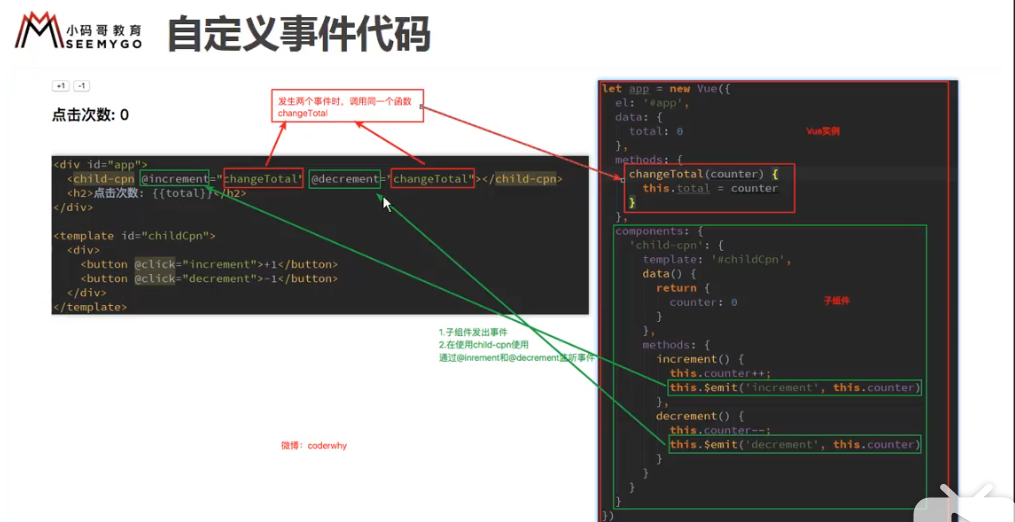 小码哥教育
SEEMYGO
自定义事件代码
+1 -1
点击次数: 0
发生两个事件时，调用同一个函数
changeTotal
<div id="app">
<child-cpn @increment="changeTotal" @decrement="changeTotal"></child-cpn>
<h2>点击次数: {{total}}</h2>
</div>
<template id="childCpn">
<div>
<button @click="increment">+1</button>
<button @click="decrement">-1</button>
</div>
</template>
1.子组件发出事件
2.在使用child-cpn使用
通过@inrement和@decrement监听事件
微博：coderwhy
let app = new Vue({
el: '#app',
data: {
total: 0
},
Vue实例
methods: {
changeTotal(counter) {
this.total = counter
}
},
components: {
'child-cpn': {
template: '#childCpn',
data() {
return {
counter: 0
子组件
}
},
methods: {
increment() {
this.counter++;
this.$emit('increment', this.counter)
},
decrement() {
this.counter--;
this.$emit('decrement', this.counter)
}
}
}
}
})